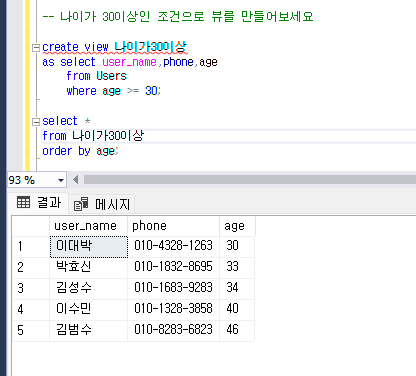 -- 나이가 30이상인 조건으로 뷰를 만들어보세요
create view 나이가30이상
as select user_name,phone,age
from Users
where age >= 30;
select *
from 나이가30이상
order by age;
93 %
결과 메시지
user_name phone age
1 이대박 010-4328-1263 30
2 박효신 010-1832-8695 33
3 김성수 010-1683-9283 34
4 이수민 010-1328-3858 40
5 김범수 010-8283-6823 46